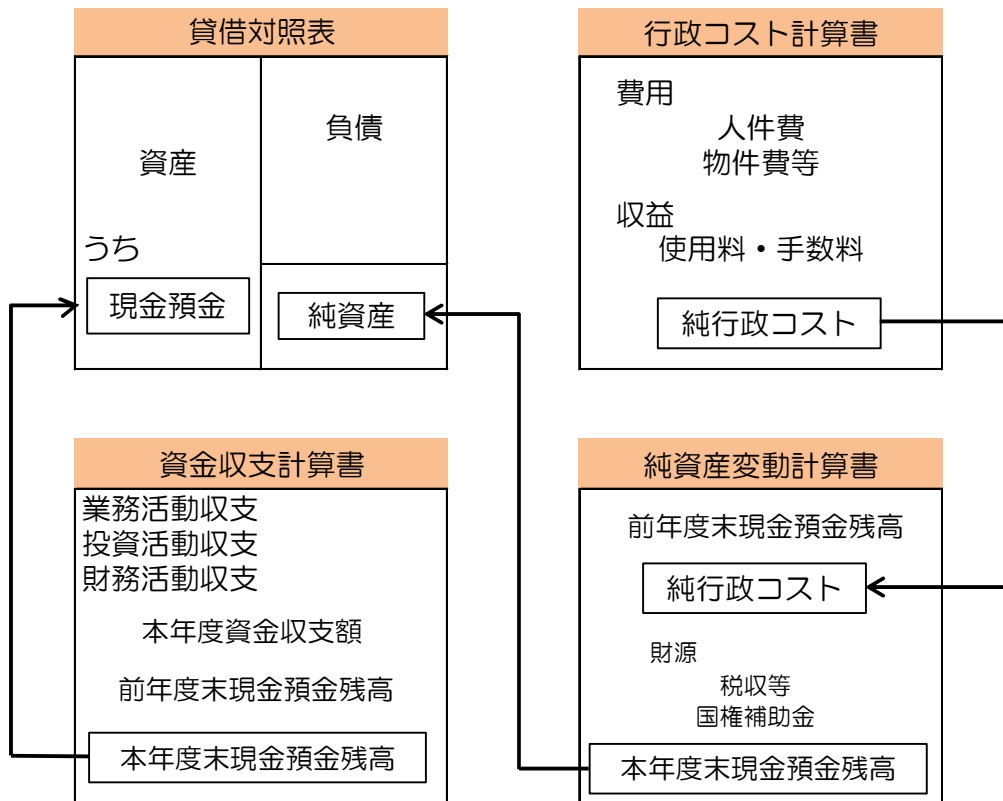 貸借対照表
資産
うち
現金預金
負債
純資産
行政コスト計算書
費用
人件費
物件費等
収益
使用料・手数料
純行政コスト
資金収支計算書
業務活動収支
投資活動収支
財務活動収支
本年度資金収支額
前年度末現金預金残高
本年度末現金預金残高
純資産変動計算書
前年度末現金預金残高
純行政コスト
財源
税収等
国権補助金
本年度末現金預金残高